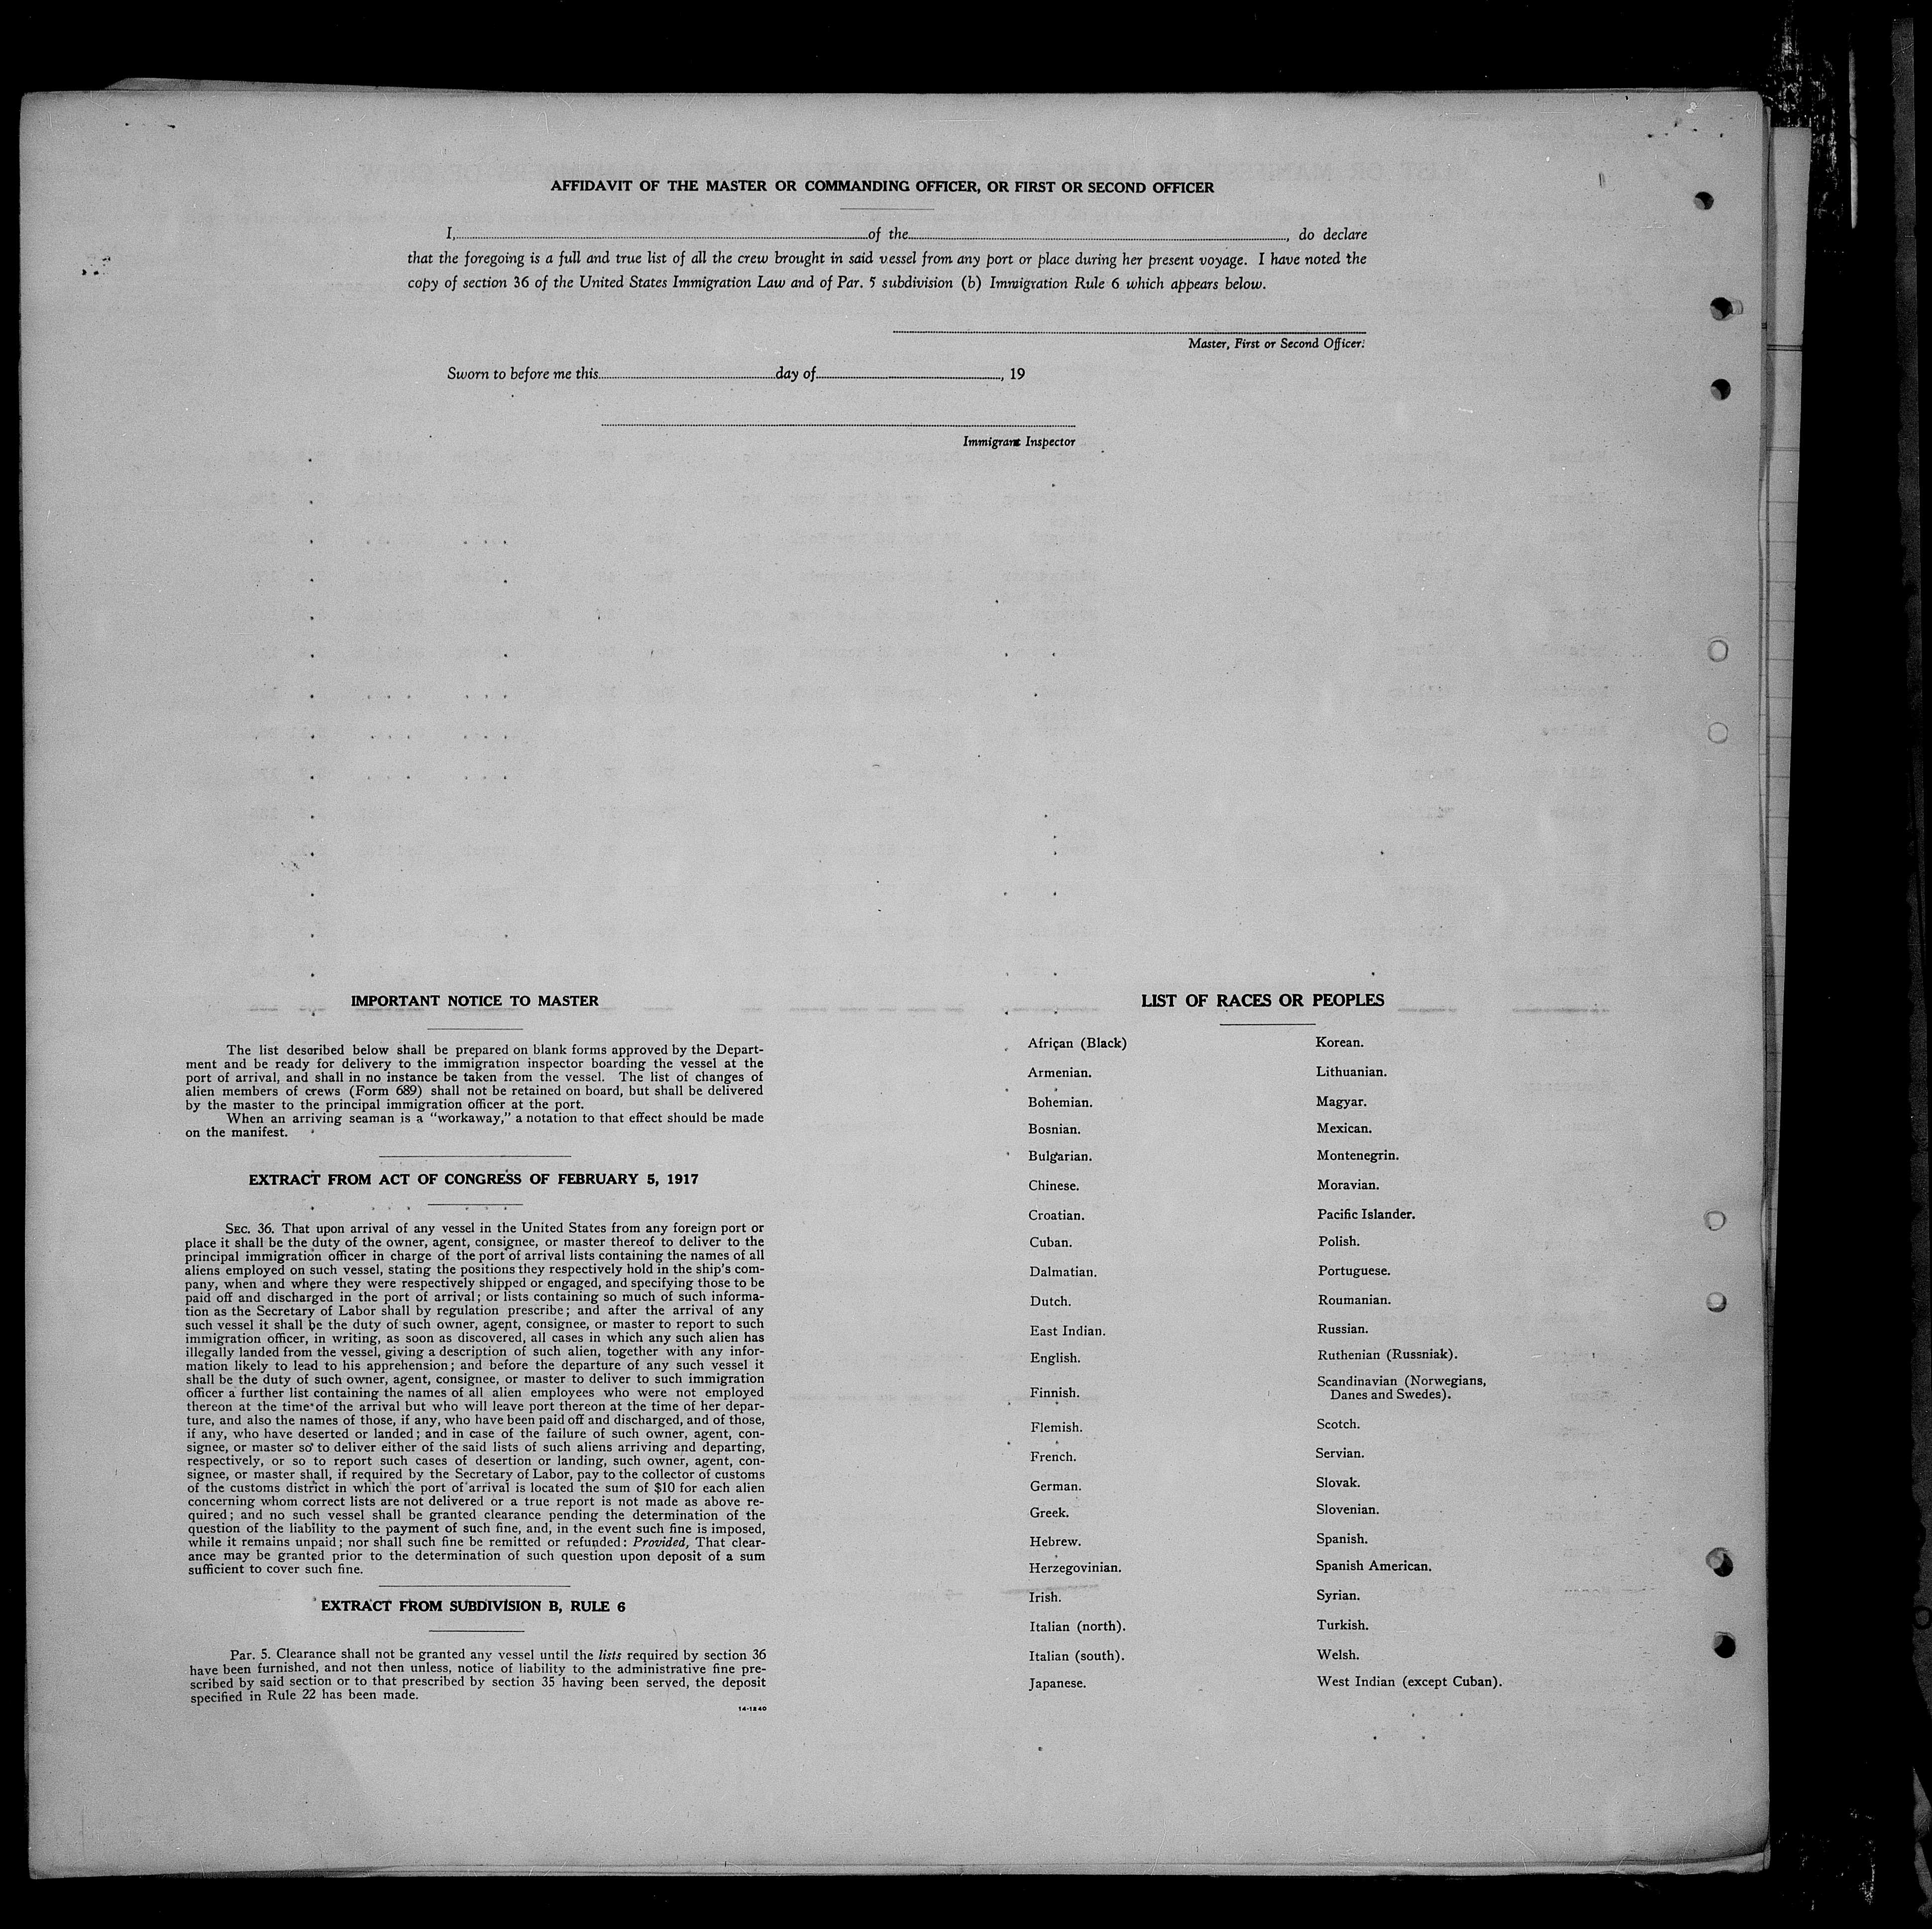 AFFIDAVIT OF THE MASTER OR COMMANDING OFFICER, OR FIRST OR SECOND OFFICER
I, of the , do declare
that the foregoing is a full and true list of all the crew brought in said vessel from any port or place during her present voyage. I have noted the
copy of section 36 of the United States Immigration Law and of Par. 5 subdivision (b) Immigration Rule 6 which appears below.
Master, First or Second Officer.
Sworn to before me this day of , 19
Immigrant Inspector
IMPORTANT NOTICE TO MASTER
The list described below shall be prepared on blank forms approved by the Depart-
ment and be ready for delivery to the immigration inspector boarding the vessel at the
port of arrival, and shall in no instance be taken from the vessel. The list of changes of
alien members of crews (Form 689) shall not be retained on board, but shall be delivered
by the master to the principal immigration officer at the port.
When an arriving seaman is a "workaway," a notation to that effect should be made
on the manifest.
EXTRACT FROM ACT OF CONGRESS OF FEBRUARY 5, 1917
SEC. 36. That upon arrival of any vessel in the United States from any foreign port or
place it shall be the duty of the owner, agent, consignee, or master thereof to deliver to the
principal immigration officer in charge of the port of arrival lists containing the names of all
aliens employed on such vessel, stating the positions they respectively hold in the ship's com-
pany, when and where they were respectively shipped or engaged, and specifying those to be
paid off and discharged in the port of arrival; or lists containing so much of such informa-
tion as the Secretary of Labor shall by regulation prescribe; and after the arrival of any
such vessel it shall be the duty of such owner, agent, consignee, or master to report to such
immigration officer, in writing, as soon as discovered, all cases in which any such alien has
illegally landed from the vessel, giving a description of such alien, together with any infor-
mation likely to lead to his apprehension; and before the departure of any such vessel it
shall be the duty of such owner, agent, consignee, or master to deliver to such immigration
officer a further list containing the names of all alien employees who were not employed
thereon at the time of the arrival but who will leave port thereon at the time of her depar-
ture, and also the names of those, if any, who have been paid off and discharged, and of those,
if any, who have deserted or landed; and in case of the failure of such owner, agent, con-
signee, or master so to deliver either of the said lists of such aliens arriving and departing,
respectively, or so to report such cases of desertion or landing, such owner, agent, con-
signee, or master shall, if required by the Secretary of Labor, pay to the collector of customs
of the customs district in which the port of arrival is located the sum of $10 for each alien
concerning whom correct lists are not delivered or a true report is not made as above re-
quired; and no such vessel shall be granted clearance pending the determination of the
question of the liability to the payment of such fine, and, in the event such fine is imposed,
while it remains unpaid; nor shall such fine be remitted or refunded: Provided, That clear-
ance may be granted prior to the determination of such question upon deposit of a sum
sufficient to cover such fine.
EXTRACT FROM SUBDIVISION B, RULE 6
Par. 5. Clearance shall not be granted any vessel until the lists required by section 36
have been furnished, and not then unless, notice of liability to the administrative fine pre-
scribed by said section or to that prescribed by section 35 having been served, the deposit
specified in Rule 22 has been made.
14-1240
LIST OF RACES OR PEOPLES
African (Black)
Armenian.
Bohemian.
Bosnian.
Bulgarian.
Chinese.
Croatian.
Cuban.
Dalmatian.
Dutch.
East Indian.
English.
Finnish.
Flemish.
French.
German.
Greek.
Hebrew.
Herzegovinian.
Irish.
Italian (north).
Italian (south).
Japanese.
Korean.
Lithuanian.
Magyar.
Mexican.
Montenegrin.
Moravian.
Pacific Islander.
Polish.
Portuguese.
Roumanian.
Russian.
Ruthenian (Russniak).
Scandinavian (Norwegians,
Danes and Swedes).
Scotch.
Servian.
Slovak.
Slovenian.
Spanish.
Spanish American.
Syrian.
Turkish.
Welsh.
West Indian (except Cuban).